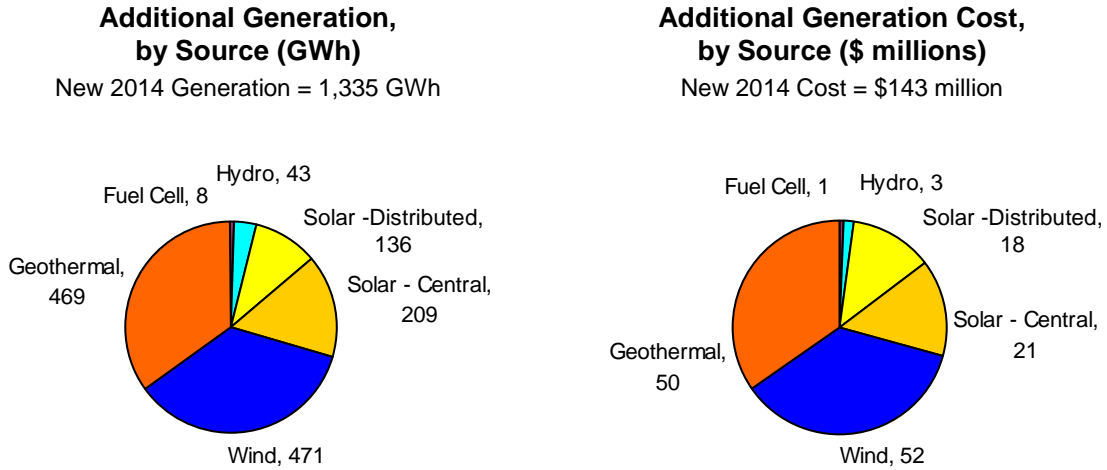 Additional Generation,
by Source (GWh)
New 2014 Generation = 1,335 GWh
Hydro, 43
Fuel Cell, 8
Solar -Distributed,
136
Geothermal,
469
Solar - Central,
209
Wind, 471
Additional Generation Cost,
by Source ($ millions)
New 2014 Cost = $143 million
Fuel Cell, 1
Hydro, 3
Solar -Distributed,
18
Solar - Central,
21
Geothermal,
50
Wind, 52